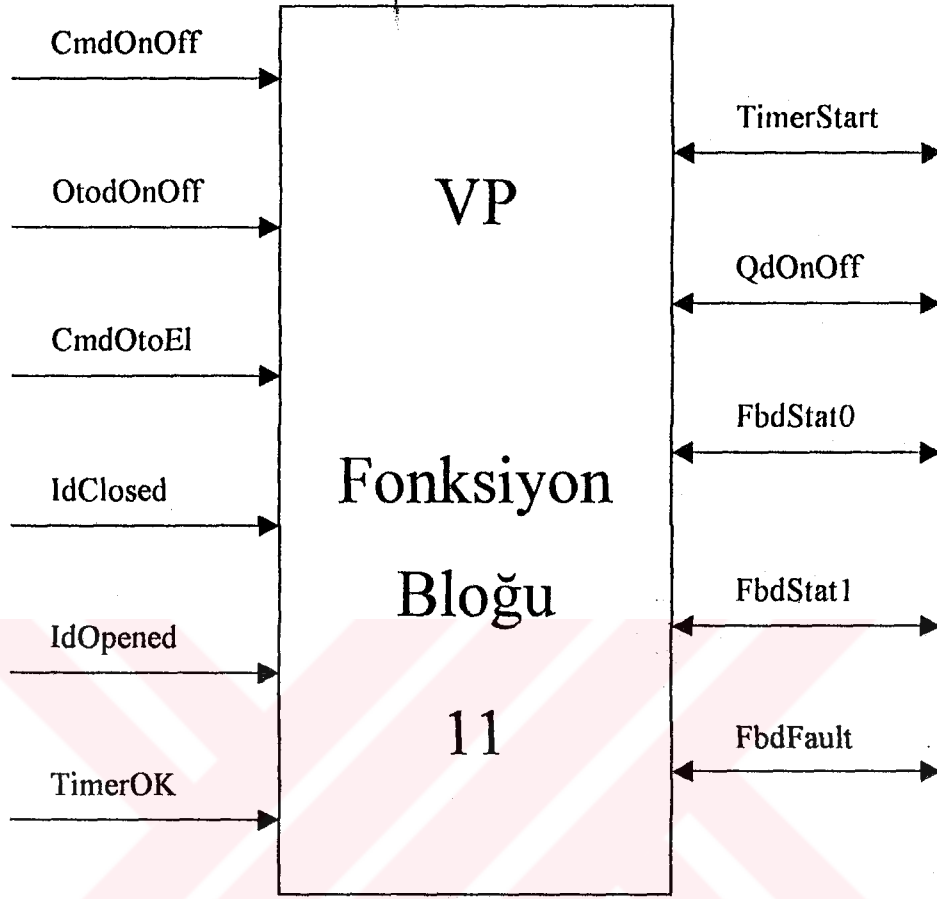 CmdOnOff
OtodOnOff
CmdOtoEl
IdClosed
IdOpened
TimerOK
VP
Fonksiyon
Bloğu
11
TimerStart
QdOnOff
FbdStat0
FbdStat1
FbdFault